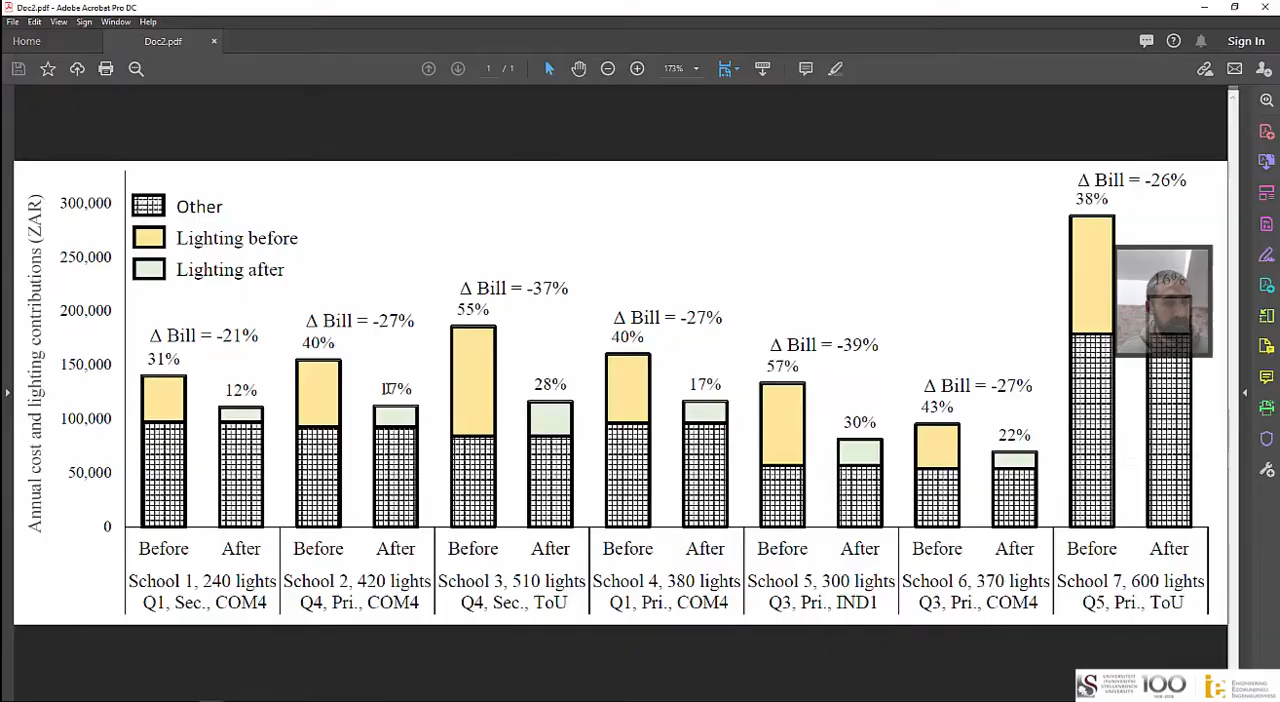 Doc2.pdf - Adobe Acrobat Pro DC
File Edit View Sign Window Help
Home Doc2.pdf × Sign In
1 / 1 173%
Annual cost and lighting contributions (ZAR)
300,000
250,000
200,000
150,000
100,000
50,000
0
Other
Lighting before
Lighting after
Δ Bill = -21%
31%
12%
Δ Bill = -27%
40%
17%
Δ Bill = -37%
55%
28%
Δ Bill = -27%
40%
17%
Δ Bill = -39%
57%
30%
Δ Bill = -27%
43%
22%
Δ Bill = -26%
38%
16%
Before After Before After Before After Before After Before After Before After Before After
School 1, 240 lights School 2, 420 lights School 3, 510 lights School 4, 380 lights School 5, 300 lights School 6, 370 lights School 7, 600 lights
Q1, Sec., COM4 Q4, Pri., COM4 Q4, Sec., ToU Q1, Pri., COM4 Q3, Pri., IND1 Q3, Pri., COM4 Q5, Pri., ToU
100